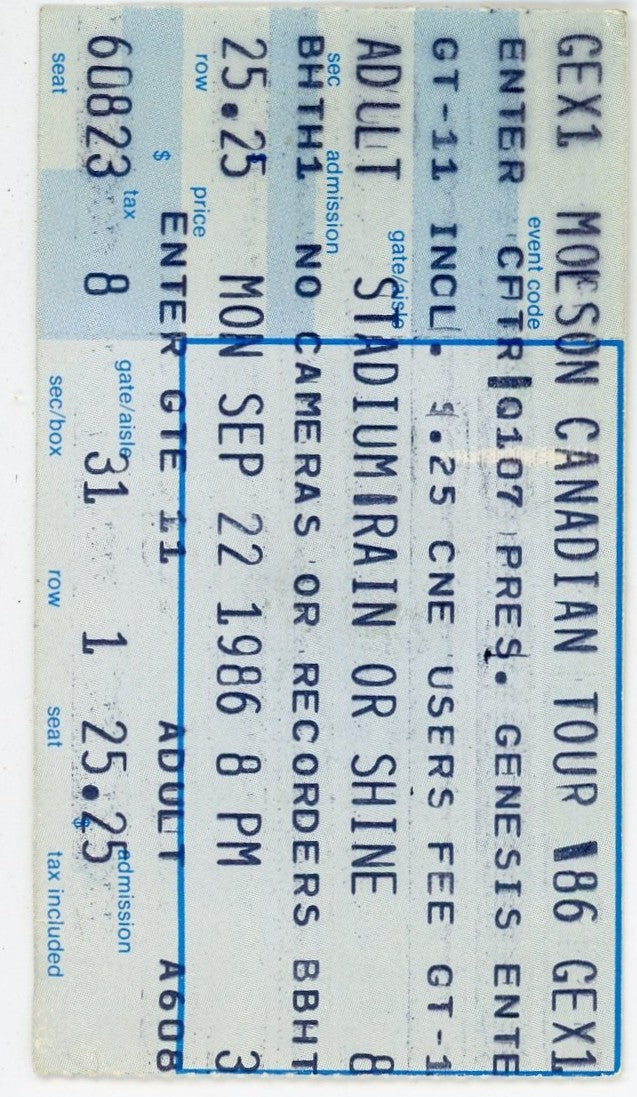 GEX1 MOLSON CANADIAN TOUR '86 GEX1
event code
ENTER CFTR/Q107 PRES. GENESIS ENTE
GT-11 INCL. 1.25 CNE USERS FEE GT-1
gate/aisle
ADULT STADIUM:RAIN OR SHINE 8
sec admission
BHTH1 NO CAMERAS OR RECORDERS BBHT
25.25 MON SEP 22 1986 8 PM 3
row price
$ ENTER GTE 11 ADULT A608
tax gate/aisle $ admission
60823 8 31 1 25.25
seat sec/box row seat tax included